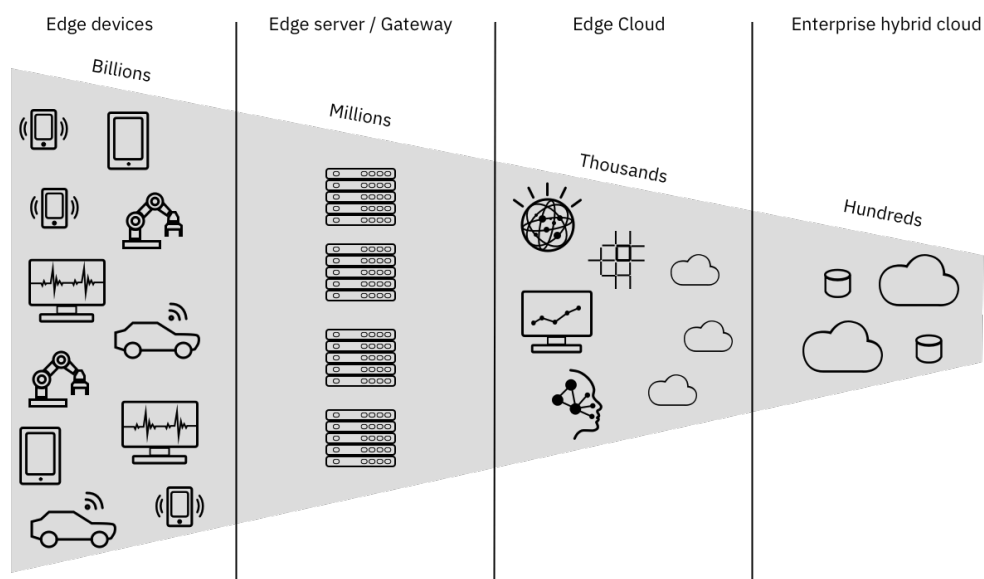 Edge devices
Edge server / Gateway
Edge Cloud
Enterprise hybrid cloud
Billions
Millions
Thousands
Hundreds